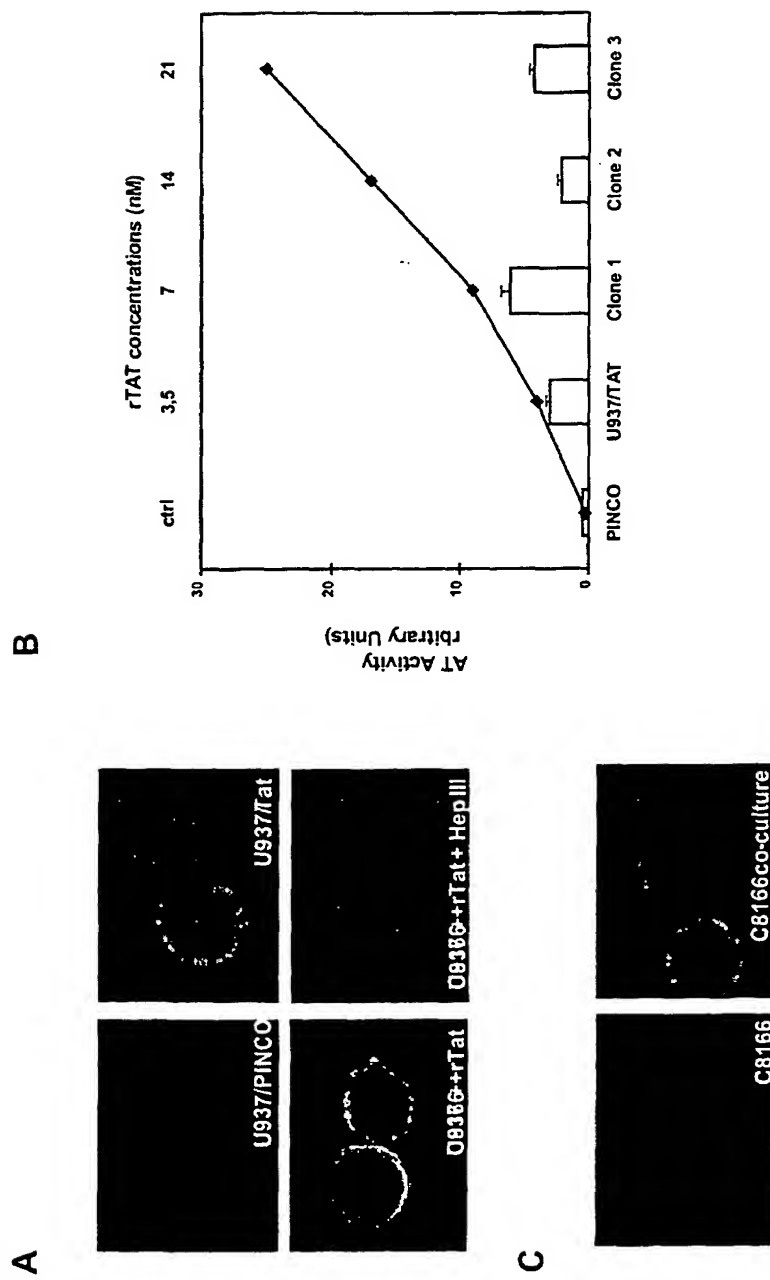 A
U937/PINCO
U937/Tat
++rTat
++rTat + Hep III
B
rTAT concentrations (nM)
ctrl 3,5 7 14 21
30
20
10
0
AT Activity
rbitrary Units)
PINCO U937/TAT Clone 1 Clone 2 Clone 3
C
C8166
C8166co-culture